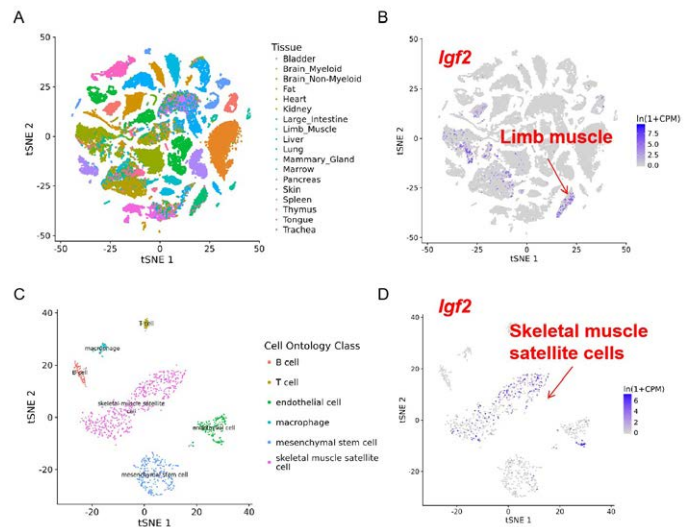 A
50
25
0
-25
-50
tSNE 2
-50
-25
0
25
50
tSNE 1
Tissue
Bladder
Brain_Myeloid
Brain_Non-Myeloid
Fat
Heart
Kidney
Large_Intestine
Limb_Muscle
Liver
Lung
Mammary_Gland
Marrow
Pancreas
Skin
Spleen
Thymus
Tongue
Trachea
B
Igf2
50
25
0
-25
-50
tSNE 2
Limb muscle
-50
-25
0
25
50
tSNE 1
ln(1+CPM)
7.5
5.0
2.5
0.0
C
40
20
0
-20
tSNE 2
T cell
macrophage
B cell
skeletal muscle satellite
cell
endothelial cell
mesenchymal stem cell
-20
0
20
40
tSNE 1
Cell Ontology Class
B cell
T cell
endothelial cell
macrophage
mesenchymal stem cell
skeletal muscle satellite
cell
D
Igf2
40
20
0
-20
tSNE 2
Skeletal muscle
satellite cells
-20
0
20
40
tSNE 1
ln(1+CPM)
6
4
2
0